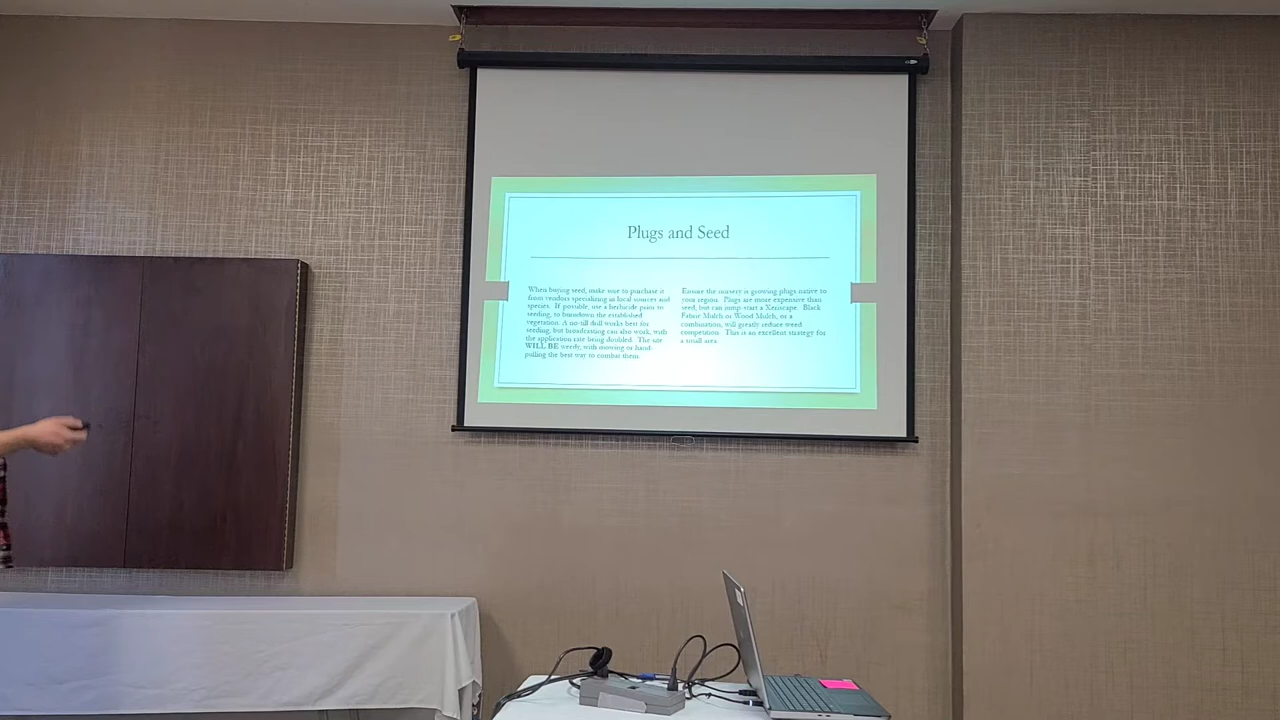 Plugs and Seed
When buying seed, make sure to purchase it
from vendors specializing in local sources and
species. If possible, use a herbicide prior to
seeding, to burndown the established
vegetation. A no-till drill works best for
seeding, but broadcasting can also work, with
the application rate being doubled. The site
WILL BE weedy, with mowing or hand-
pulling the best way to combat them.
Ensure the nursery is growing plugs native to
your region. Plugs are more expensive than
seed, but can jump-start a Xeriscape. Black
Fabric Mulch or Wood Mulch, or a
combination, will greatly reduce weed
competition. This is an excellent strategy for
a small area.